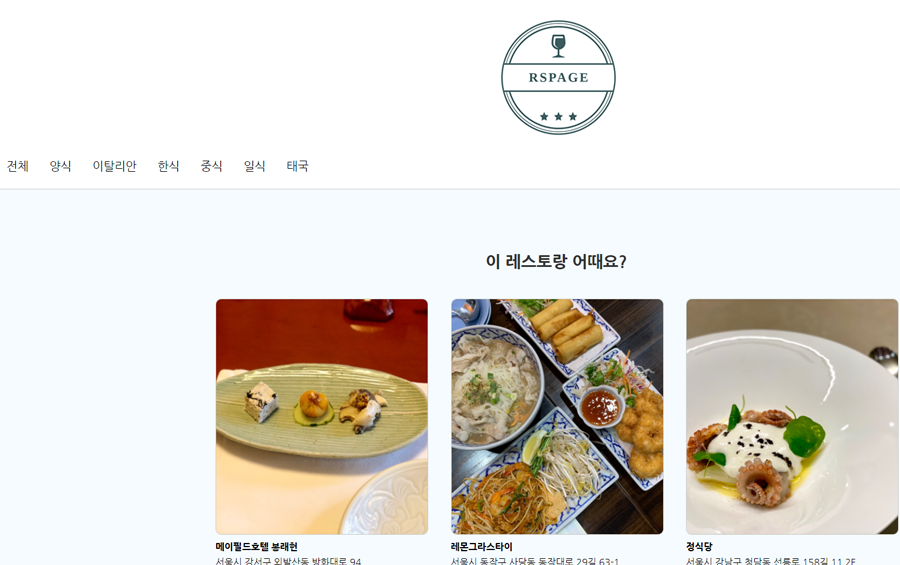 RSPAGE
전체 양식 이탈리안 한식 중식 일식 태국
이 레스토랑 어때요?
메이필드호텔 봉래헌
서울시 강서구 외발산동 방화대로 94
레몬그라스타이
서울시 동작구 사당동 동작대로 29길 63-1
정식당
서울시 강남구 청담동 선릉로 158길 11 2F